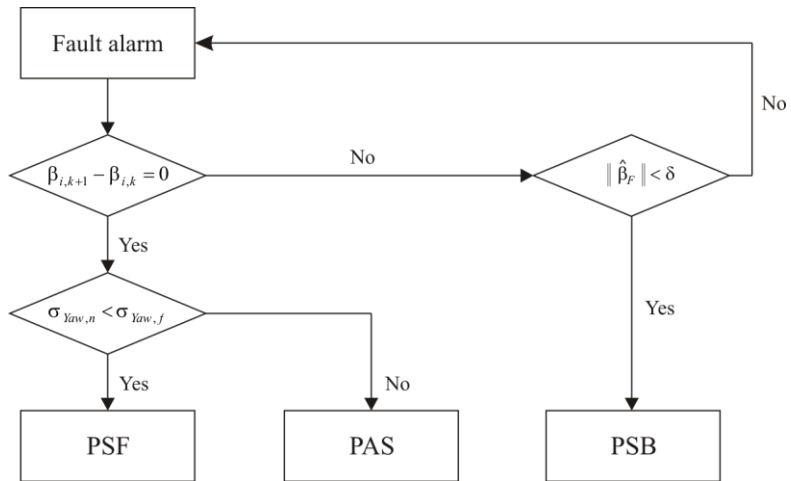 Fault alarm
No
β_{i,k+1} − β_{i,k} = 0
No
‖ β̂_F ‖ < δ
Yes
σ_{Yaw,n} < σ_{Yaw,f}
Yes
Yes
No
PSF
PAS
PSB